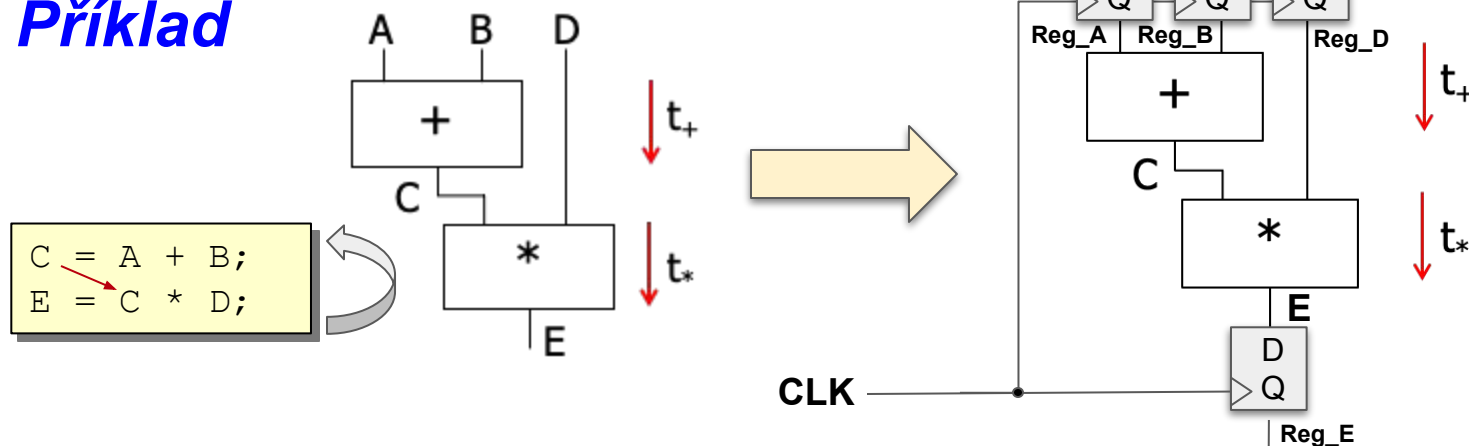 Příklad
A B D
+
t+
C
*
t*
E
C = A + B;
E = C * D;
Q Q Q
Reg_A Reg_B Reg_D
+
t+
C
*
t*
E
D
Q
CLK
Reg_E